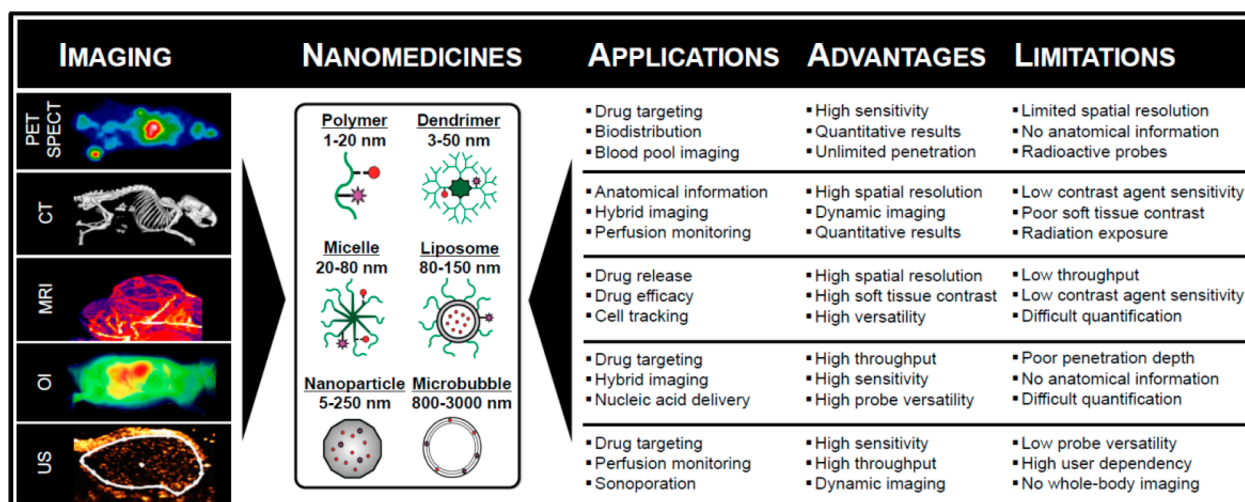 IMAGING NANOMEDICINES APPLICATIONS ADVANTAGES LIMITATIONS
PET
SPECT
▪ Drug targeting
▪ Biodistribution
▪ Blood pool imaging
▪ High sensitivity
▪ Quantitative results
▪ Unlimited penetration
▪ Limited spatial resolution
▪ No anatomical information
▪ Radioactive probes
CT
▪ Anatomical information
▪ Hybrid imaging
▪ Perfusion monitoring
▪ High spatial resolution
▪ Dynamic imaging
▪ Quantitative results
▪ Low contrast agent sensitivity
▪ Poor soft tissue contrast
▪ Radiation exposure
MRI
▪ Drug release
▪ Drug efficacy
▪ Cell tracking
▪ High spatial resolution
▪ High soft tissue contrast
▪ High versatility
▪ Low throughput
▪ Low contrast agent sensitivity
▪ Difficult quantification
OI
▪ Drug targeting
▪ Hybrid imaging
▪ Nucleic acid delivery
▪ High throughput
▪ High sensitivity
▪ High probe versatility
▪ Poor penetration depth
▪ No anatomical information
▪ Difficult quantification
US
▪ Drug targeting
▪ Perfusion monitoring
▪ Sonoporation
▪ High sensitivity
▪ High throughput
▪ Dynamic imaging
▪ Low probe versatility
▪ High user dependency
▪ No whole-body imaging
Polymer
1-20 nm
Dendrimer
3-50 nm
Micelle
20-80 nm
Liposome
80-150 nm
Nanoparticle
5-250 nm
Microbubble
800-3000 nm